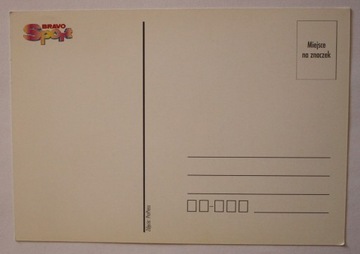 BRAVO
Sport
Miejsce
na znaczek